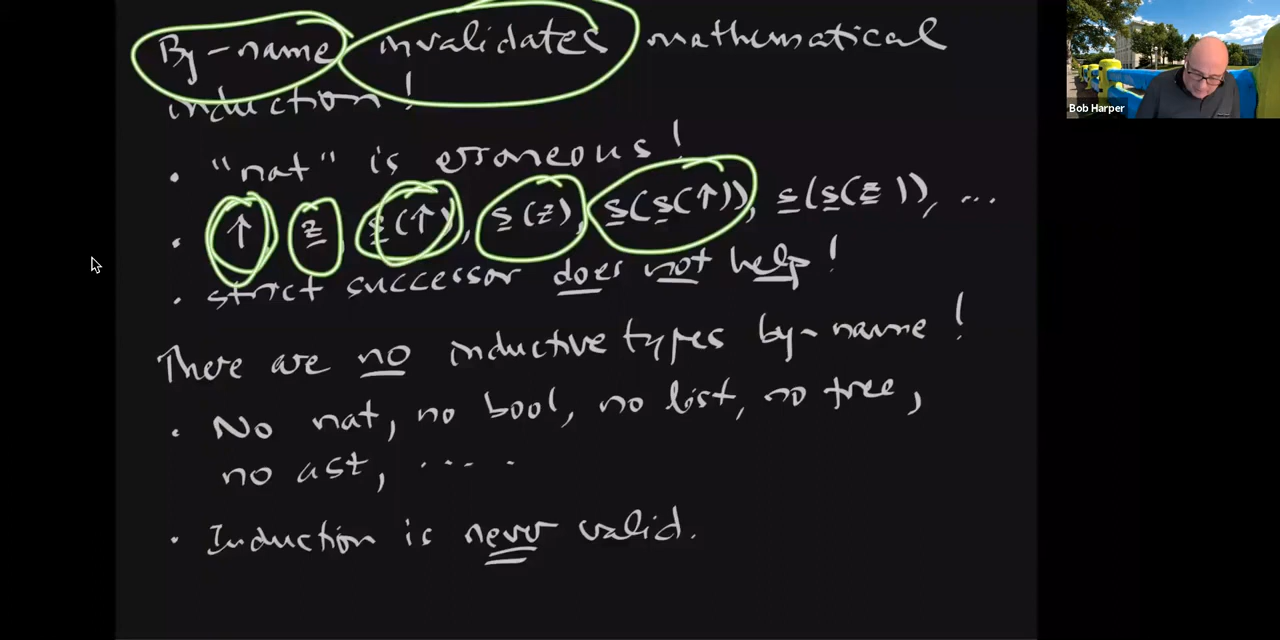 By-name invalidates mathematical
induction!
• "nat" is erroneous!
• ↑ z s(↑), s(z), s(s(↑)), s(s(z)), ...
• strict successor does not help!
There are no inductive types by-name!
• No nat, no bool, no list, no tree,
no ast, ....
• Induction is never valid.
Bob Harper